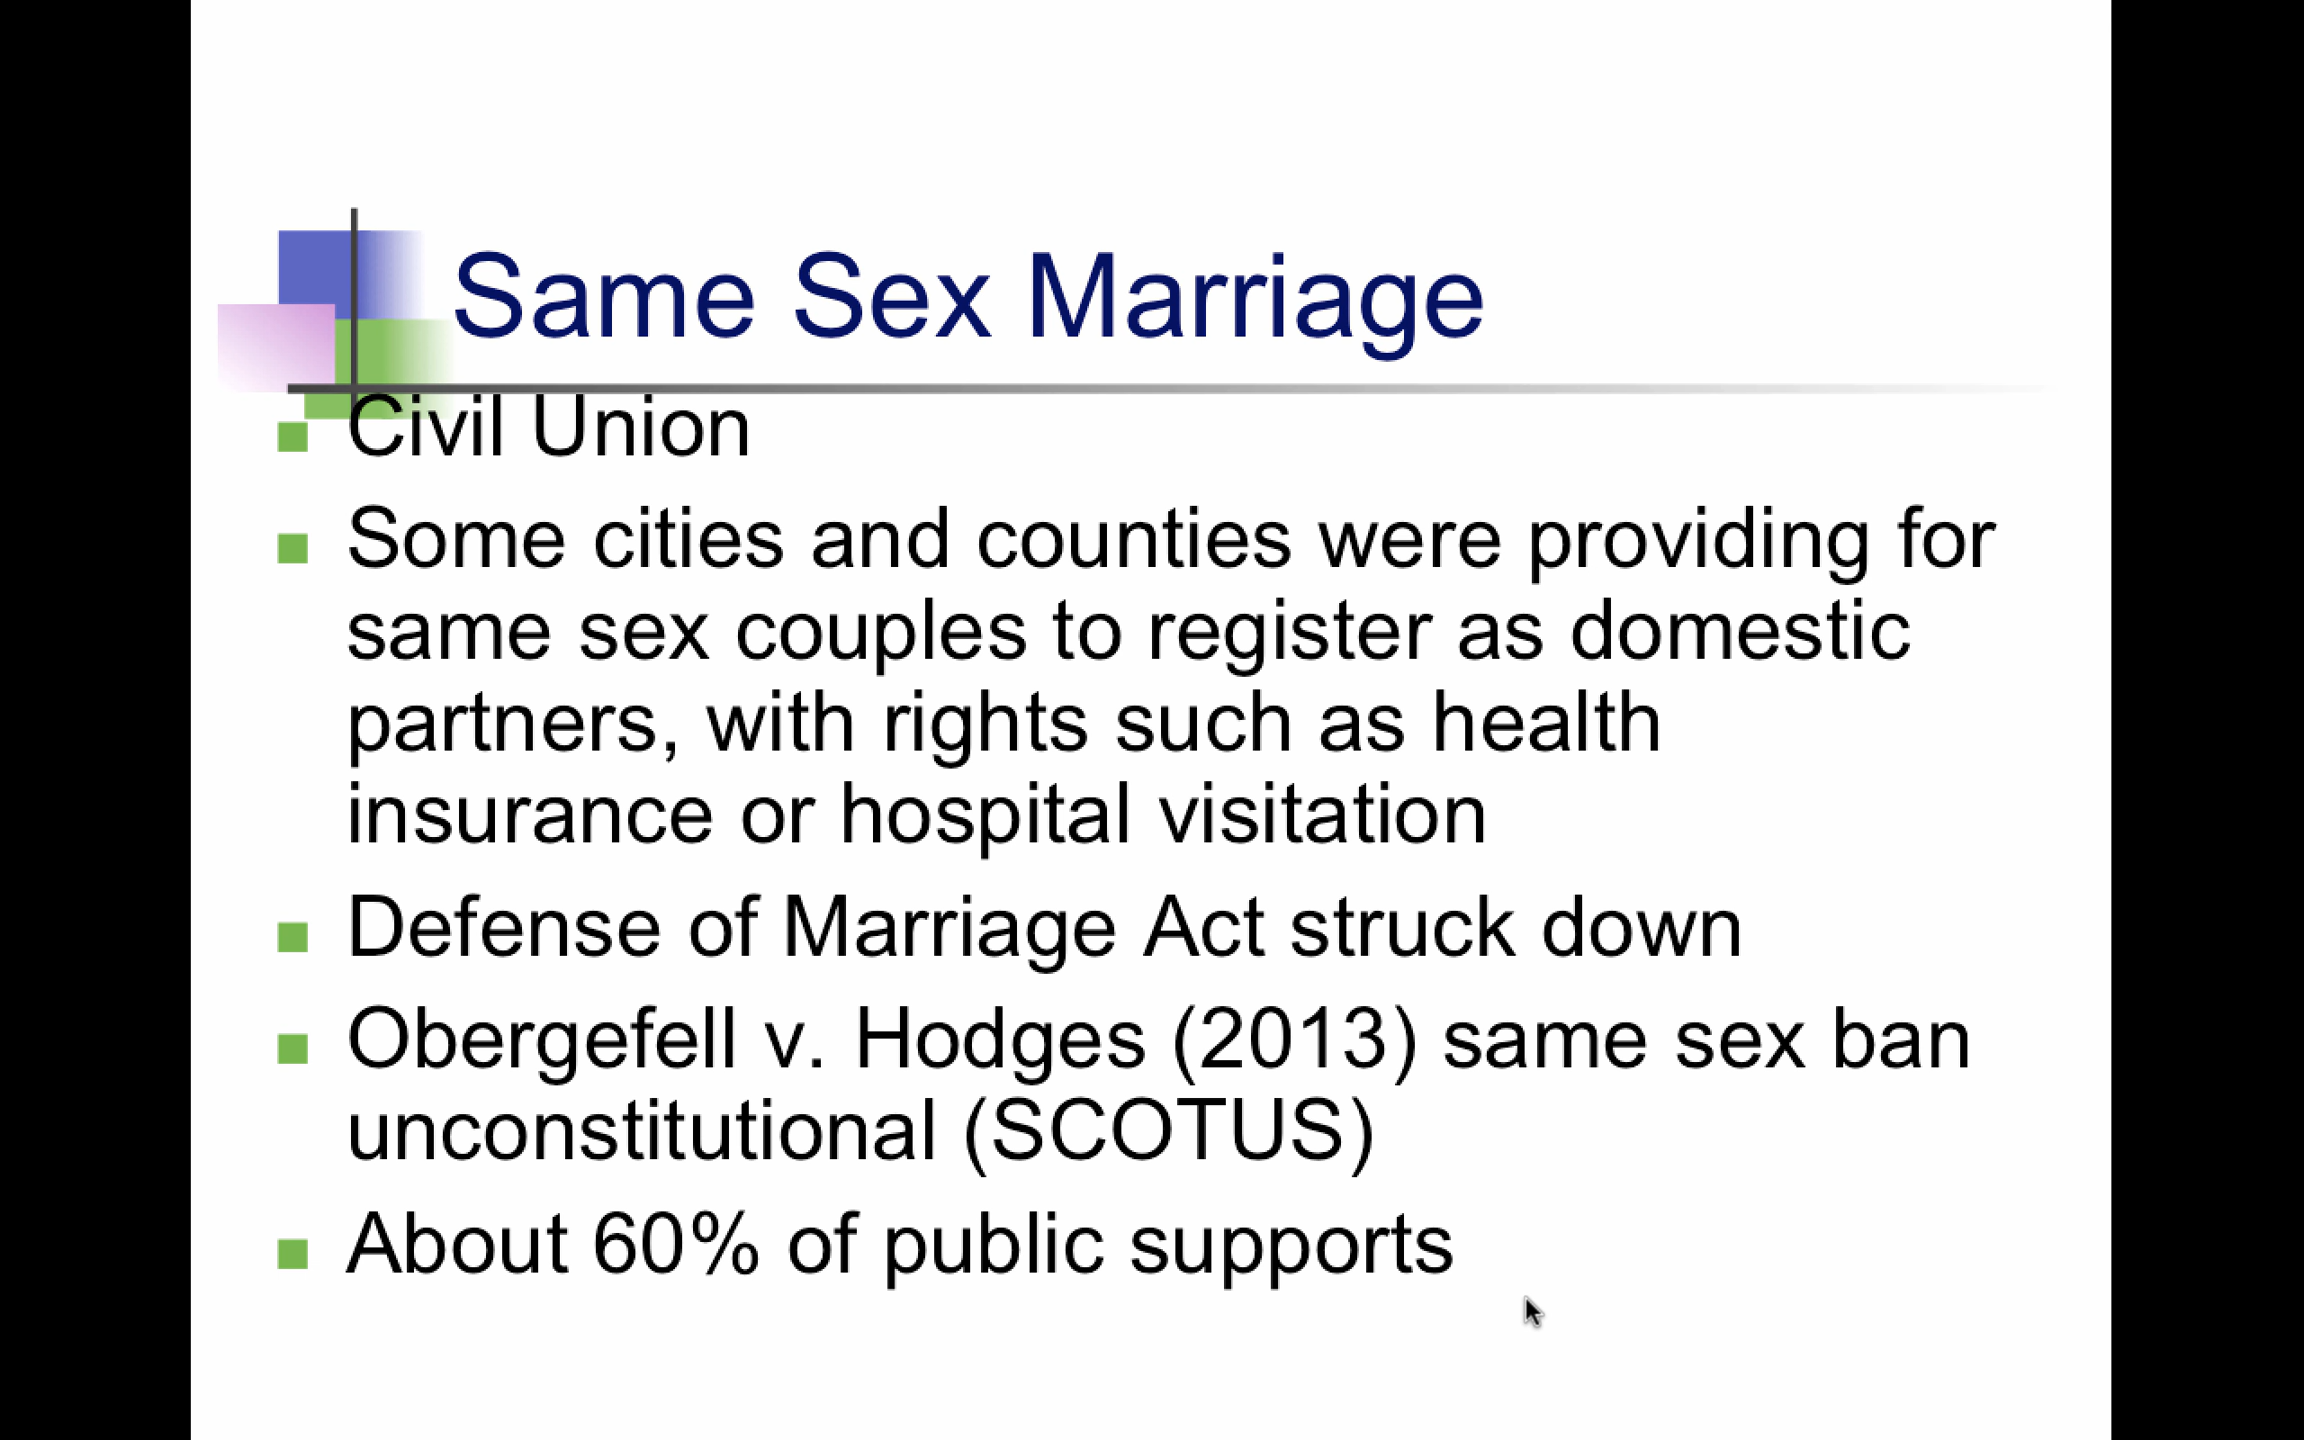 Same Sex Marriage
Civil Union
Some cities and counties were providing for
same sex couples to register as domestic
partners, with rights such as health
insurance or hospital visitation
Defense of Marriage Act struck down
Obergefell v. Hodges (2013) same sex ban
unconstitutional (SCOTUS)
About 60% of public supports